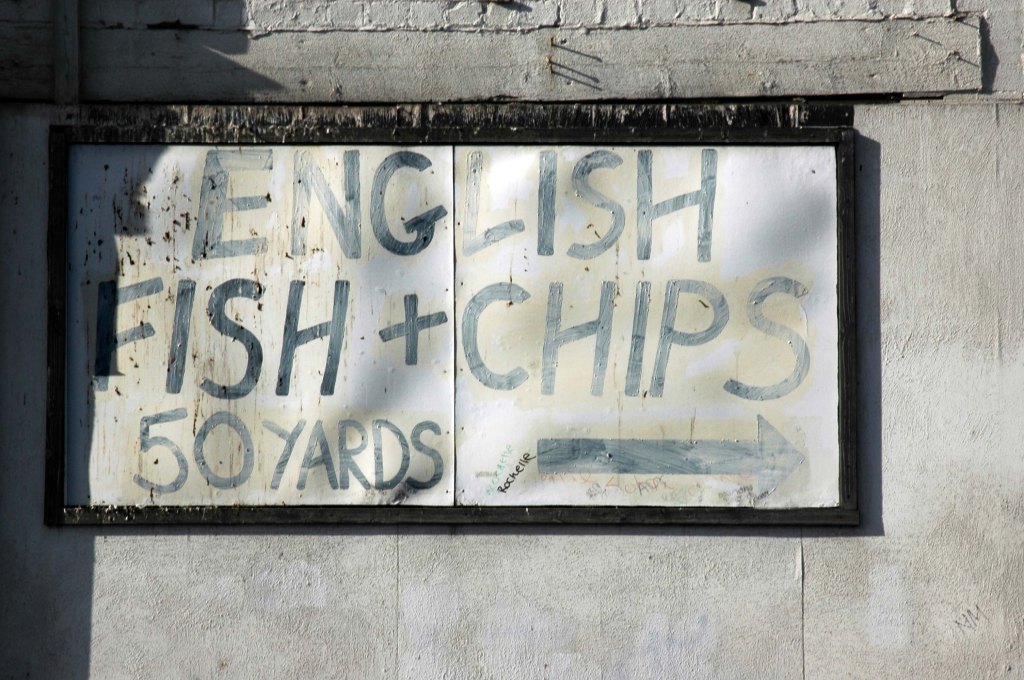 ENGLISH
FISH + CHIPS
50 YARDS
Rochelle